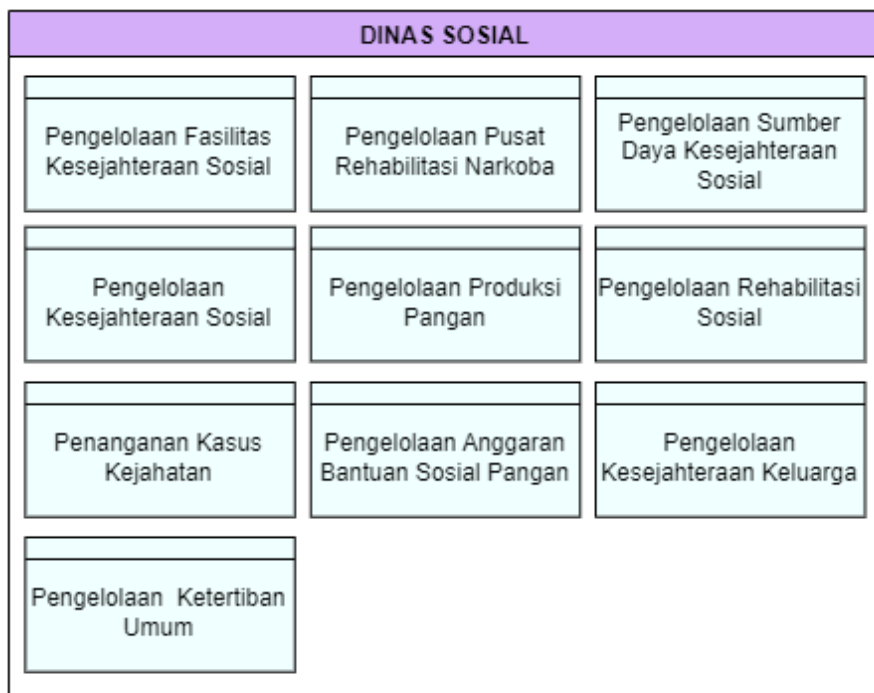 DINAS SOSIAL
Pengelolaan Fasilitas
Kesejahteraan Sosial
Pengelolaan Pusat
Rehabilitasi Narkoba
Pengelolaan Sumber
Daya Kesejahteraan
Sosial
Pengelolaan
Kesejahteraan Sosial
Pengelolaan Produksi
Pangan
Pengelolaan Rehabilitasi
Sosial
Penanganan Kasus
Kejahatan
Pengelolaan Anggaran
Bantuan Sosial Pangan
Pengelolaan
Kesejahteraan Keluarga
Pengelolaan Ketertiban
Umum